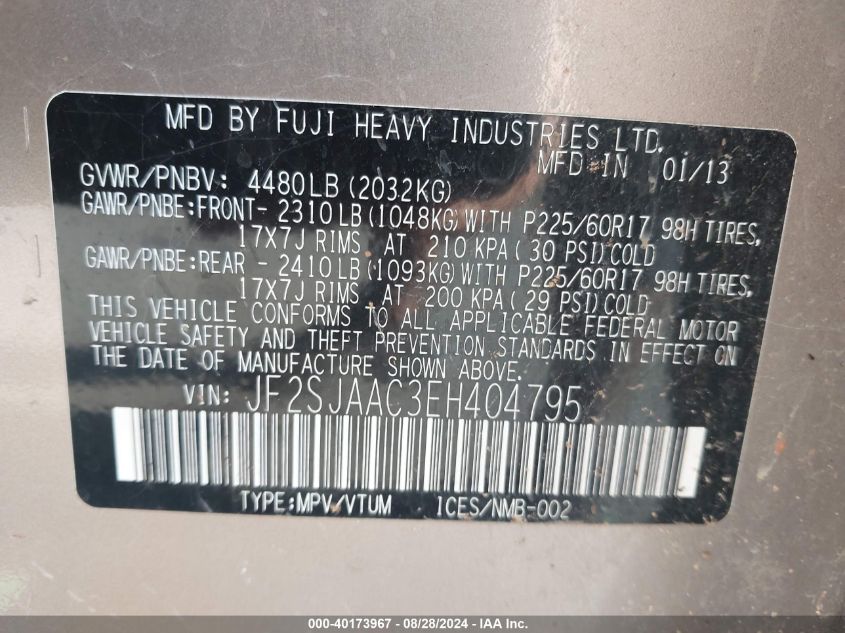 MFD BY FUJI HEAVY INDUSTRIES LTD.
MFD IN 01/13
GVWR/PNBV: 4480LB(2032KG)
GAWR/PNBE:FRONT- 2310LB(1048KG)WITH P225/60R17 98H TIRES,
17X7J RIMS AT 210 KPA( 30 PSI)COLD
GAWR/PNBE:REAR - 2410LB(1093KG)WITH P225/60R17 98H TIRES,
17X7J RIMS AT 200 KPA( 29 PSI)COLD
THIS VEHICLE CONFORMS TO ALL APPLICABLE FEDERAL MOTOR
VEHICLE SAFETY AND THEFT PREVENTION STANDARDS IN EFFECT ON
THE DATE OF MANUFACTURE SHOWN ABOVE.
VIN: JF2SJAAC3EH404795
TYPE:MPV/VTUM ICES/NMB-002
000-40173967 - 08/28/2024 - IAA Inc.